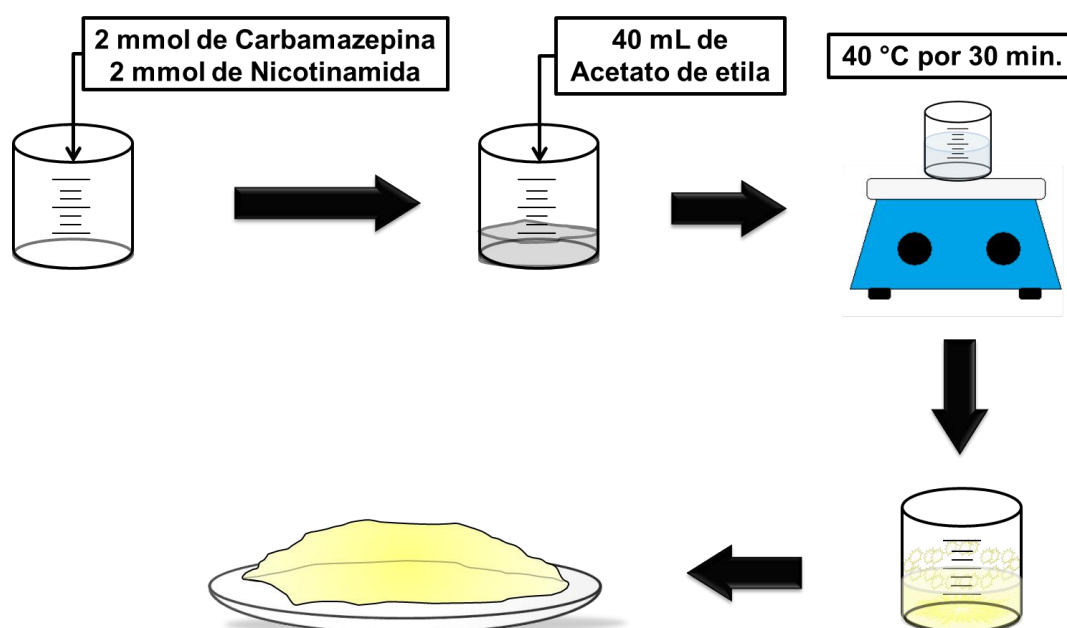 2 mmol de Carbamazepina
2 mmol de Nicotinamida
40 mL de
Acetato de etila
40 °C por 30 min.